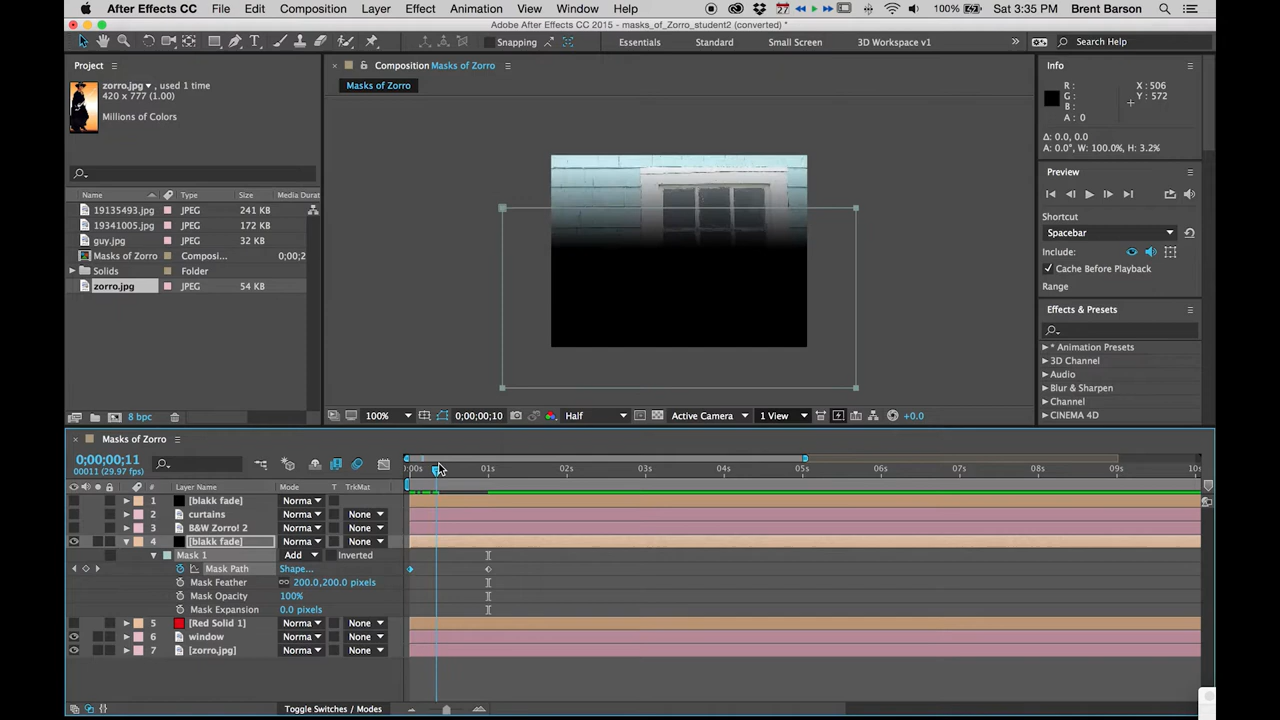 After Effects CC File Edit Composition Layer Effect Animation View Window Help 27 100% Sat 3:35 PM Brent Barson
Adobe After Effects CC 2015 - masks_of_Zorro_student2 (converted) *
Snapping Essentials Standard Small Screen 3D Workspace v1 » Search Help
Project
zorro.jpg▼, used 1 time
420 x 777 (1.00)
Millions of Colors
Name Type Size Media Durat
19135493.jpg JPEG 241 KB
19341005.jpg JPEG 172 KB
guy.jpg JPEG 32 KB
Masks of Zorro Composi... 0;00;2
Solids Folder
zorro.jpg JPEG 54 KB
8 bpc
Composition Masks of Zorro
Masks of Zorro
100% 0;00;00;10 Half Active Camera 1 View +0.0
Info
R: X: 506
G: Y: 572
B:
A: 0
Δ: 0.0, 0.0
A: 0.0°, W: 100.0%, H: 3.2%
Preview
Shortcut
Spacebar
Include:
Cache Before Playback
Range
Effects & Presets
* Animation Presets
3D Channel
Audio
Blur & Sharpen
Channel
CINEMA 4D
Masks of Zorro
0;00;00;11
00011 (29.97 fps)
:00s 01s 02s 03s 04s 05s 06s 07s 08s 09s 10s
# Layer Name Mode T TrkMat
1 [blakk fade] Norma
2 curtains Norma None
3 B&W Zorro! 2 Norma None
4 [blakk fade] Norma None
Mask 1 Add Inverted
Mask Path Shape...
Mask Feather 200.0,200.0 pixels
Mask Opacity 100%
Mask Expansion 0.0 pixels
5 [Red Solid 1] Norma None
6 window Norma None
7 [zorro.jpg] Norma None
Toggle Switches / Modes